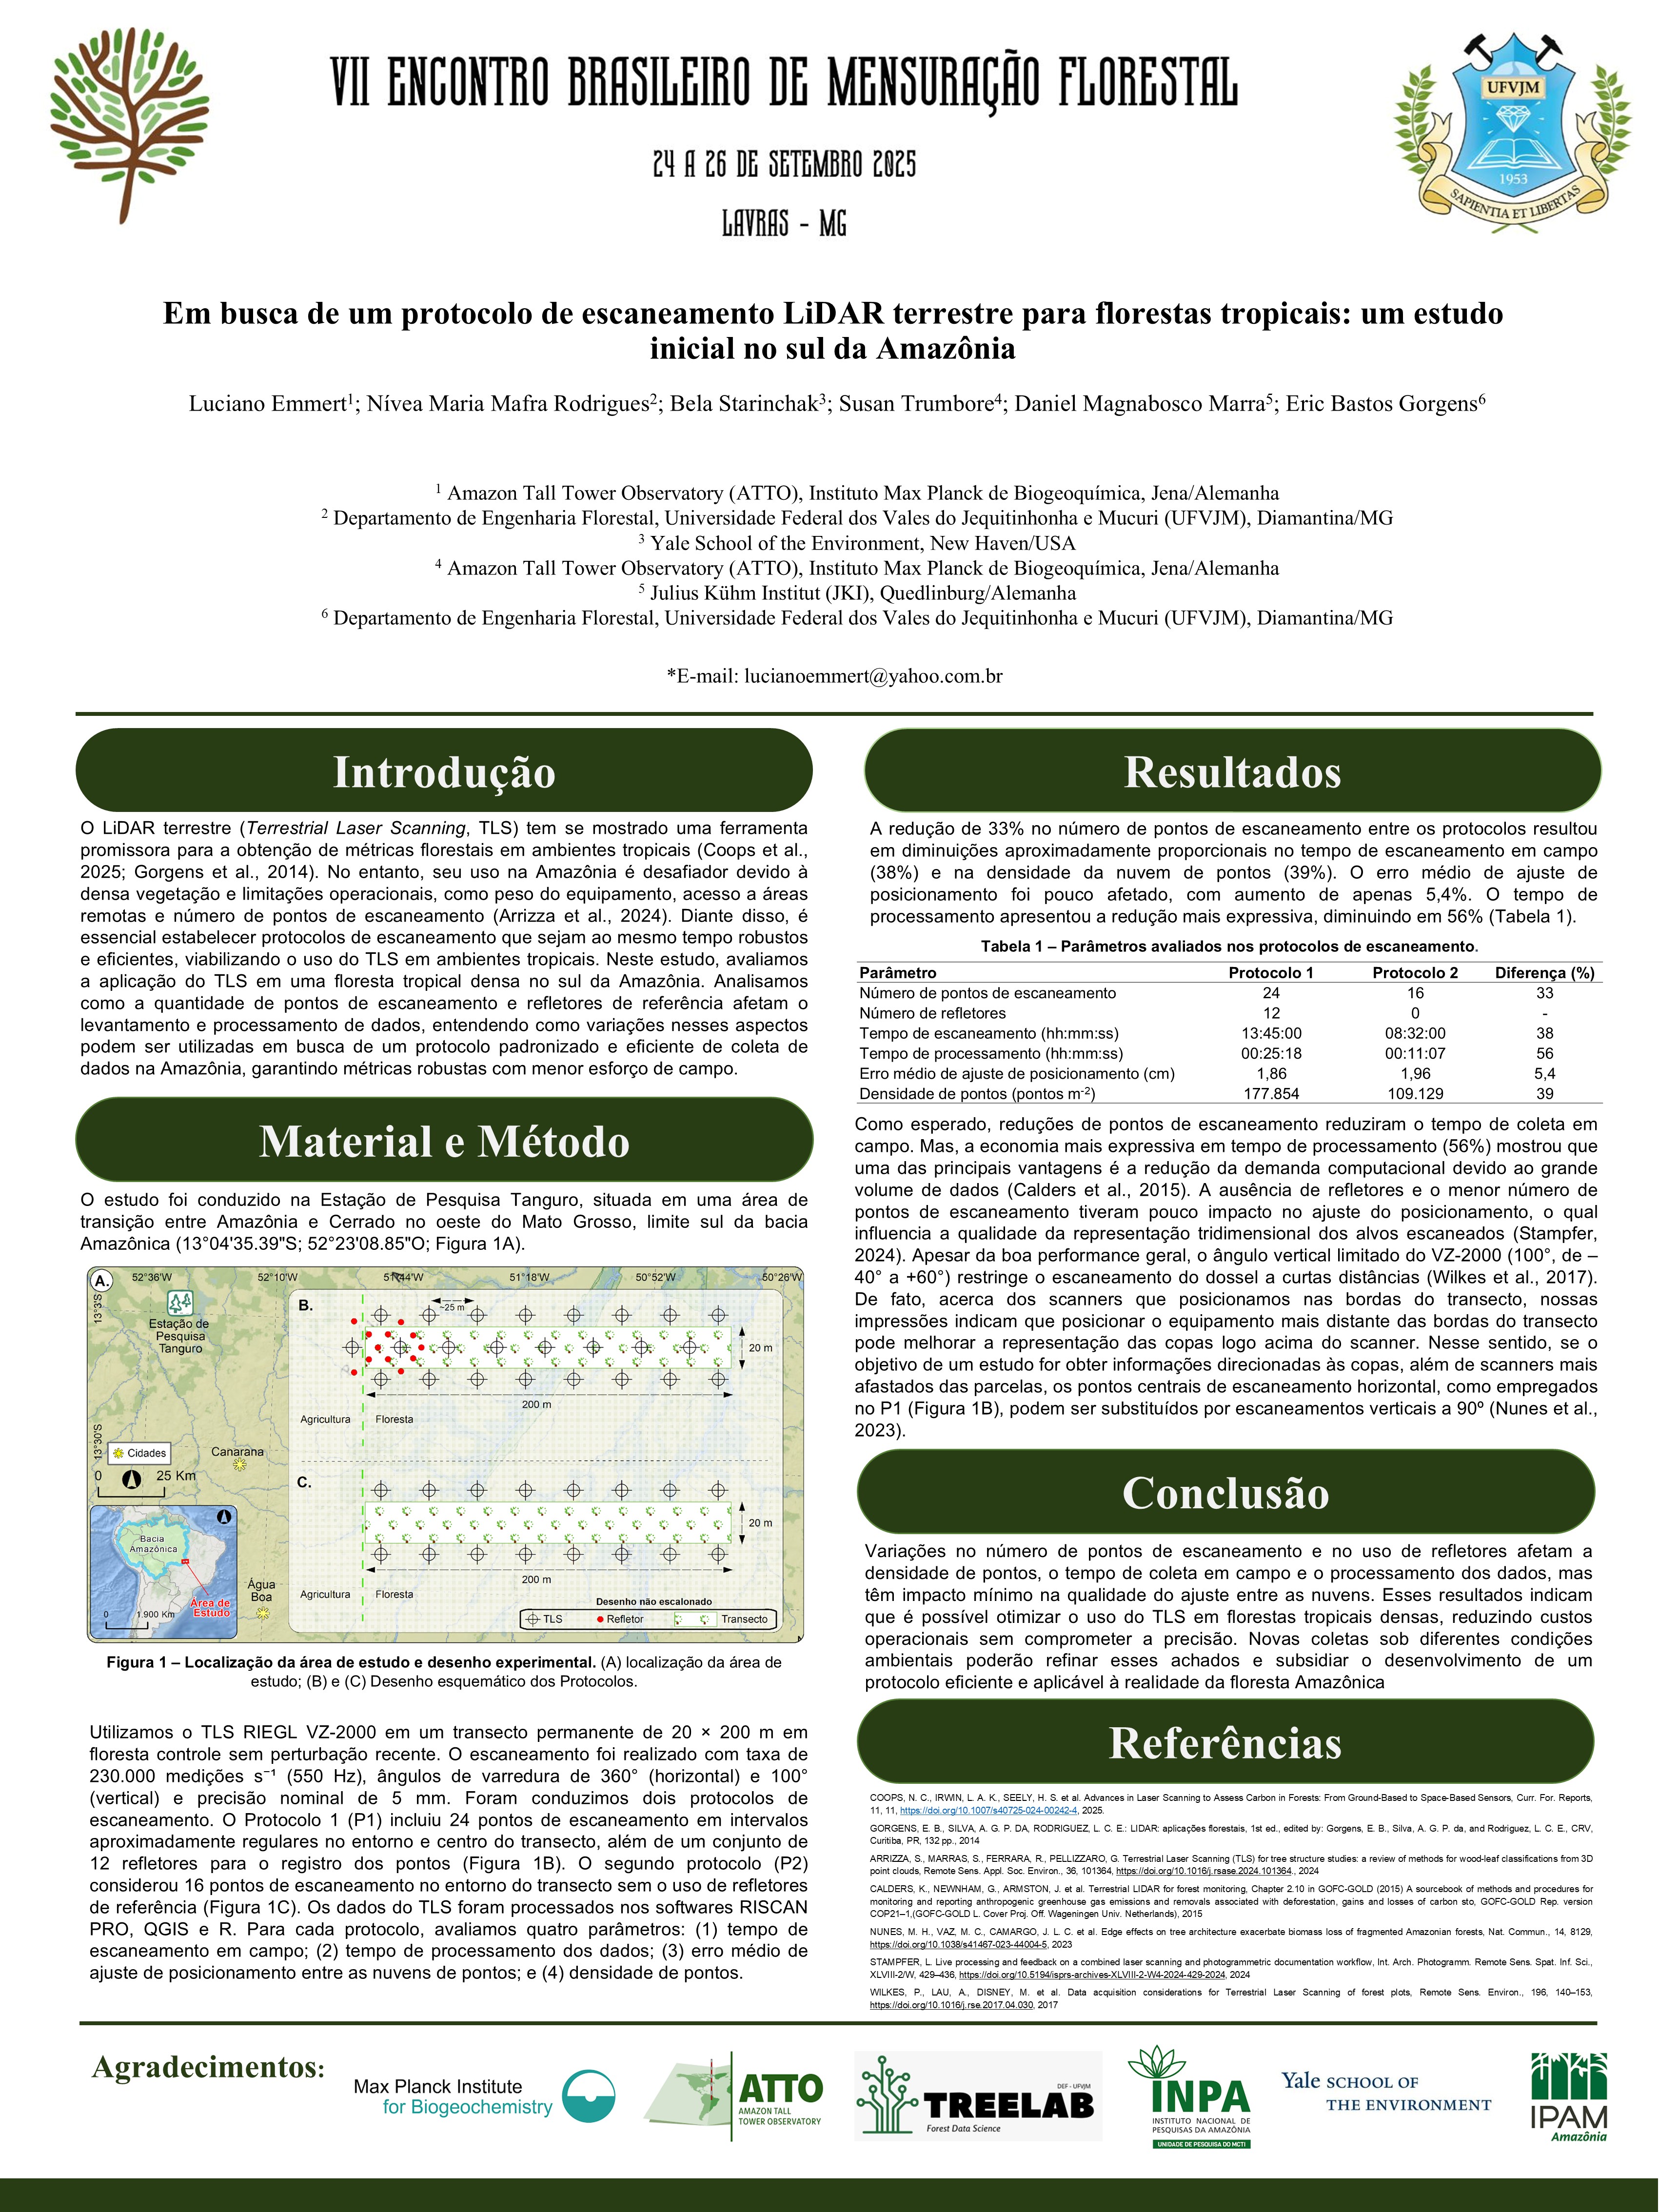 VII ENCONTRO BRASILEIRO DE MENSURAÇÃO FLORESTAL
24 A 26 DE SETEMBRO 2025
LAVRAS - MG
UFVJM
1953
SAPIENTIA ET LIBERTAS
Em busca de um protocolo de escaneamento LiDAR terrestre para florestas tropicais: um estudo
inicial no sul da Amazônia
Luciano Emmert¹; Nívea Maria Mafra Rodrigues²; Bela Starinchak³; Susan Trumbore⁴; Daniel Magnabosco Marra⁵; Eric Bastos Gorgens⁶
¹ Amazon Tall Tower Observatory (ATTO), Instituto Max Planck de Biogeoquímica, Jena/Alemanha
² Departamento de Engenharia Florestal, Universidade Federal dos Vales do Jequitinhonha e Mucuri (UFVJM), Diamantina/MG
³ Yale School of the Environment, New Haven/USA
⁴ Amazon Tall Tower Observatory (ATTO), Instituto Max Planck de Biogeoquímica, Jena/Alemanha
⁵ Julius Kühm Institut (JKI), Quedlinburg/Alemanha
⁶ Departamento de Engenharia Florestal, Universidade Federal dos Vales do Jequitinhonha e Mucuri (UFVJM), Diamantina/MG
*E-mail: lucianoemmert@yahoo.com.br
Introdução
O LiDAR terrestre (Terrestrial Laser Scanning, TLS) tem se mostrado uma ferramenta
promissora para a obtenção de métricas florestais em ambientes tropicais (Coops et al.,
2025; Gorgens et al., 2014). No entanto, seu uso na Amazônia é desafiador devido à
densa vegetação e limitações operacionais, como peso do equipamento, acesso a áreas
remotas e número de pontos de escaneamento (Arrizza et al., 2024). Diante disso, é
essencial estabelecer protocolos de escaneamento que sejam ao mesmo tempo robustos
e eficientes, viabilizando o uso do TLS em ambientes tropicais. Neste estudo, avaliamos
a aplicação do TLS em uma floresta tropical densa no sul da Amazônia. Analisamos
como a quantidade de pontos de escaneamento e refletores de referência afetam o
levantamento e processamento de dados, entendendo como variações nesses aspectos
podem ser utilizadas em busca de um protocolo padronizado e eficiente de coleta de
dados na Amazônia, garantindo métricas robustas com menor esforço de campo.
Material e Método
O estudo foi conduzido na Estação de Pesquisa Tanguro, situada em uma área de
transição entre Amazônia e Cerrado no oeste do Mato Grosso, limite sul da bacia
Amazônica (13°04'35.39"S; 52°23'08.85"O; Figura 1A).
A.
52°36'W
52°10'W
51°44'W
51°18'W
50°52'W
50°26'W
13°3'S
13°30'S
Estação de
Pesquisa
Tanguro
Cidades
Canarana
0
25 Km
Bacia
Amazônica
Área de
Estudo
0
1.900 Km
Água
Boa
B.
~25 m
20 m
200 m
Agricultura
Floresta
C.
20 m
200 m
Agricultura
Floresta
Desenho não escalonado
TLS
Refletor
Transecto
Figura 1 – Localização da área de estudo e desenho experimental. (A) localização da área de
estudo; (B) e (C) Desenho esquemático dos Protocolos.
Utilizamos o TLS RIEGL VZ-2000 em um transecto permanente de 20 × 200 m em
floresta controle sem perturbação recente. O escaneamento foi realizado com taxa de
230.000 medições s⁻¹ (550 Hz), ângulos de varredura de 360° (horizontal) e 100°
(vertical) e precisão nominal de 5 mm. Foram conduzimos dois protocolos de
escaneamento. O Protocolo 1 (P1) incluiu 24 pontos de escaneamento em intervalos
aproximadamente regulares no entorno e centro do transecto, além de um conjunto de
12 refletores para o registro dos pontos (Figura 1B). O segundo protocolo (P2)
considerou 16 pontos de escaneamento no entorno do transecto sem o uso de refletores
de referência (Figura 1C). Os dados do TLS foram processados nos softwares RISCAN
PRO, QGIS e R. Para cada protocolo, avaliamos quatro parâmetros: (1) tempo de
escaneamento em campo; (2) tempo de processamento dos dados; (3) erro médio de
ajuste de posicionamento entre as nuvens de pontos; e (4) densidade de pontos.
Resultados
A redução de 33% no número de pontos de escaneamento entre os protocolos resultou
em diminuições aproximadamente proporcionais no tempo de escaneamento em campo
(38%) e na densidade da nuvem de pontos (39%). O erro médio de ajuste de
posicionamento foi pouco afetado, com aumento de apenas 5,4%. O tempo de
processamento apresentou a redução mais expressiva, diminuindo em 56% (Tabela 1).
Tabela 1 – Parâmetros avaliados nos protocolos de escaneamento.
Parâmetro Protocolo 1 Protocolo 2 Diferença (%)
Número de pontos de escaneamento 24 16 33
Número de refletores 12 0 -
Tempo de escaneamento (hh:mm:ss) 13:45:00 08:32:00 38
Tempo de processamento (hh:mm:ss) 00:25:18 00:11:07 56
Erro médio de ajuste de posicionamento (cm) 1,86 1,96 5,4
Densidade de pontos (pontos m⁻²) 177.854 109.129 39
Como esperado, reduções de pontos de escaneamento reduziram o tempo de coleta em
campo. Mas, a economia mais expressiva em tempo de processamento (56%) mostrou que
uma das principais vantagens é a redução da demanda computacional devido ao grande
volume de dados (Calders et al., 2015). A ausência de refletores e o menor número de
pontos de escaneamento tiveram pouco impacto no ajuste do posicionamento, o qual
influencia a qualidade da representação tridimensional dos alvos escaneados (Stampfer,
2024). Apesar da boa performance geral, o ângulo vertical limitado do VZ-2000 (100°, de –
40° a +60°) restringe o escaneamento do dossel a curtas distâncias (Wilkes et al., 2017).
De fato, acerca dos scanners que posicionamos nas bordas do transecto, nossas
impressões indicam que posicionar o equipamento mais distante das bordas do transecto
pode melhorar a representação das copas logo acima do scanner. Nesse sentido, se o
objetivo de um estudo for obter informações direcionadas às copas, além de scanners mais
afastados das parcelas, os pontos centrais de escaneamento horizontal, como empregados
no P1 (Figura 1B), podem ser substituídos por escaneamentos verticais a 90º (Nunes et al.,
2023).
Conclusão
Variações no número de pontos de escaneamento e no uso de refletores afetam a
densidade de pontos, o tempo de coleta em campo e o processamento dos dados, mas
têm impacto mínimo na qualidade do ajuste entre as nuvens. Esses resultados indicam
que é possível otimizar o uso do TLS em florestas tropicais densas, reduzindo custos
operacionais sem comprometer a precisão. Novas coletas sob diferentes condições
ambientais poderão refinar esses achados e subsidiar o desenvolvimento de um
protocolo eficiente e aplicável à realidade da floresta Amazônica
Referências
COOPS, N. C., IRWIN, L. A. K., SEELY, H. S. et al. Advances in Laser Scanning to Assess Carbon in Forests: From Ground-Based to Space-Based Sensors, Curr. For. Reports,
11, 11, https://doi.org/10.1007/s40725-024-00242-4, 2025.
GORGENS, E. B., SILVA, A. G. P. DA, RODRIGUEZ, L. C. E.: LIDAR: aplicações florestais, 1st ed., edited by: Gorgens, E. B., Silva, A. G. P. da, and Rodriguez, L. C. E., CRV,
Curitiba, PR, 132 pp., 2014
ARRIZZA, S., MARRAS, S., FERRARA, R., PELLIZZARO, G. Terrestrial Laser Scanning (TLS) for tree structure studies: a review of methods for wood-leaf classifications from 3D
point clouds, Remote Sens. Appl. Soc. Environ., 36, 101364, https://doi.org/10.1016/j.rsase.2024.101364., 2024
CALDERS, K., NEWNHAM, G., ARMSTON, J. et al. Terrestrial LIDAR for forest monitoring, Chapter 2.10 in GOFC-GOLD (2015) A sourcebook of methods and procedures for
monitoring and reporting anthropogenic greenhouse gas emissions and removals associated with deforestation, gains and losses of carbon sto, GOFC-GOLD Rep. version
COP21–1,(GOFC-GOLD L. Cover Proj. Off. Wageningen Univ. Netherlands), 2015
NUNES, M. H., VAZ, M. C., CAMARGO, J. L. C. et al. Edge effects on tree architecture exacerbate biomass loss of fragmented Amazonian forests, Nat. Commun., 14, 8129,
https://doi.org/10.1038/s41467-023-44004-5, 2023
STAMPFER, L. Live processing and feedback on a combined laser scanning and photogrammetric documentation workflow, Int. Arch. Photogramm. Remote Sens. Spat. Inf. Sci.,
XLVIII-2/W, 429–436, https://doi.org/10.5194/isprs-archives-XLVIII-2-W4-2024-429-2024, 2024
WILKES, P., LAU, A., DISNEY, M. et al. Data acquisition considerations for Terrestrial Laser Scanning of forest plots, Remote Sens. Environ., 196, 140–153,
https://doi.org/10.1016/j.rse.2017.04.030, 2017
Agradecimentos:
Max Planck Institute
for Biogeochemistry
ATTO
AMAZON TALL
TOWER OBSERVATORY
DEF - UFVJM
TREELAB
Forest Data Science
INPA
INSTITUTO NACIONAL DE
PESQUISAS DA AMAZÔNIA
UNIDADE DE PESQUISA DO MCTI
Yale SCHOOL OF
THE ENVIRONMENT
IPAM
Amazônia